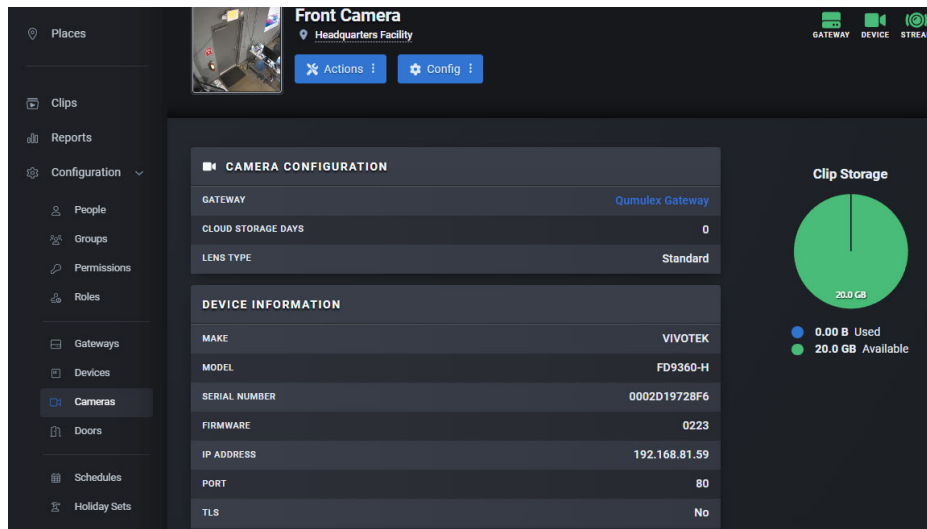 Places
Clips
Reports
Configuration
People
Groups
Permissions
Roles
Gateways
Devices
Cameras
Doors
Schedules
Holiday Sets
Front Camera
Headquarters Facility
Actions
Config
GATEWAY DEVICE STREA
CAMERA CONFIGURATION
GATEWAY Qumulex Gateway
CLOUD STORAGE DAYS 0
LENS TYPE Standard
DEVICE INFORMATION
MAKE VIVOTEK
MODEL FD9360-H
SERIAL NUMBER 0002D19728F6
FIRMWARE 0223
IP ADDRESS 192.168.81.59
PORT 80
TLS No
Clip Storage
20.0 GB
0.00 B Used
20.0 GB Available